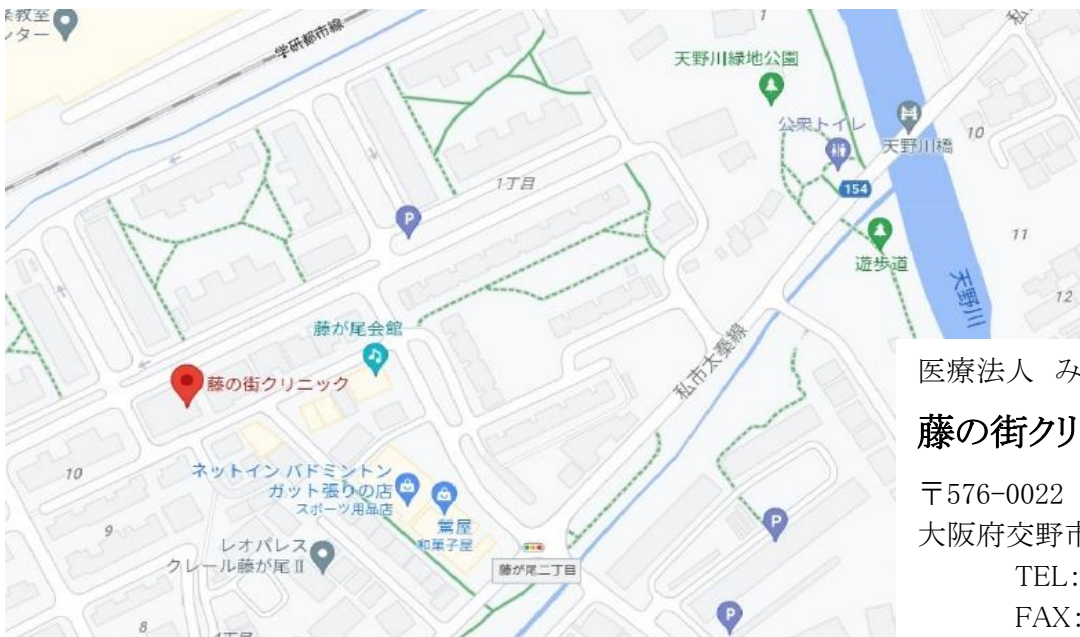 教室
ター
学研都市線
1
天野川緑地公園
公衆トイレ
天野川橋
10
154
1丁目
P
11
遊歩道
天野川
12
藤が尾会館
藤の街クリニック
私市太秦線
医療法人 み
藤の街クリ
〒576-0022
大阪府交野市
TEL:
FAX:
10
ネットイン バドミントン
ガット張りの店
スポーツ用品店
鶯屋
和菓子屋
P
9
レオパレス
クレール藤が尾Ⅱ
藤が尾二丁目
8
P